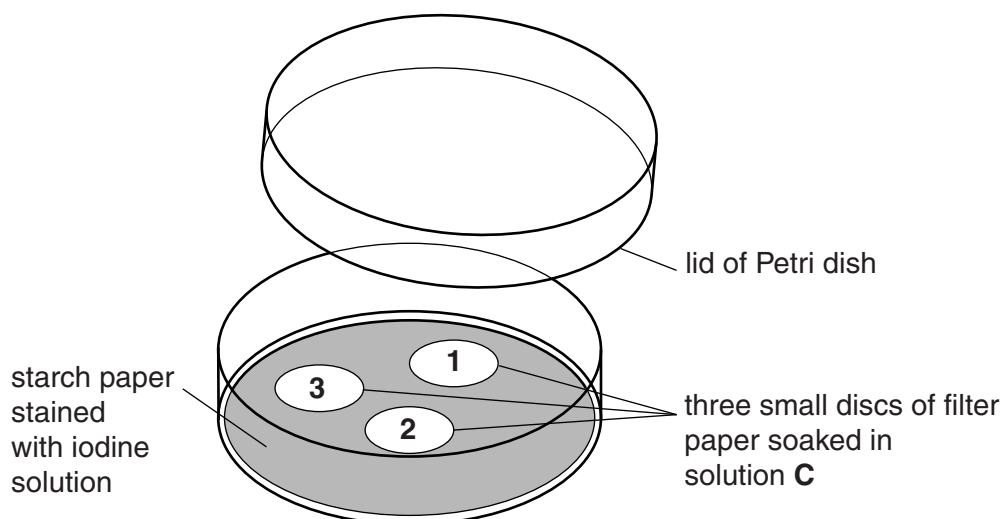 lid of Petri dish
1
3
2
starch paper
stained
with iodine
solution
three small discs of filter
paper soaked in
solution C